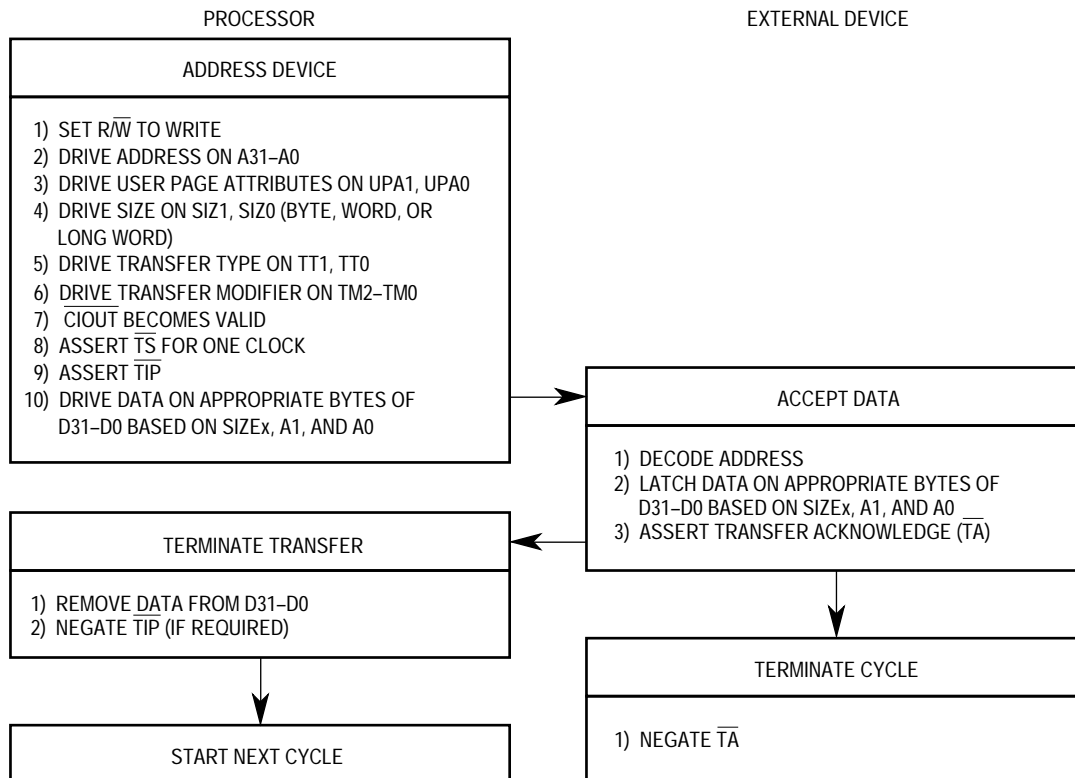 PROCESSOR
EXTERNAL DEVICE
ADDRESS DEVICE
1) SET R/W̅ TO WRITE
2) DRIVE ADDRESS ON A31–A0
3) DRIVE USER PAGE ATTRIBUTES ON UPA1, UPA0
4) DRIVE SIZE ON SIZ1, SIZ0 (BYTE, WORD, OR
LONG WORD)
5) DRIVE TRANSFER TYPE ON TT1, TT0
6) DRIVE TRANSFER MODIFIER ON TM2–TM0
7) C̅I̅O̅U̅T̅ BECOMES VALID
8) ASSERT T̅S̅ FOR ONE CLOCK
9) ASSERT T̅I̅P̅
10) DRIVE DATA ON APPROPRIATE BYTES OF
D31–D0 BASED ON SIZEx, A1, AND A0
ACCEPT DATA
1) DECODE ADDRESS
2) LATCH DATA ON APPROPRIATE BYTES OF
D31–D0 BASED ON SIZEx, A1, AND A0
3) ASSERT TRANSFER ACKNOWLEDGE (T̅A̅)
TERMINATE TRANSFER
1) REMOVE DATA FROM D31–D0
2) NEGATE T̅I̅P̅ (IF REQUIRED)
TERMINATE CYCLE
1) NEGATE T̅A̅
START NEXT CYCLE